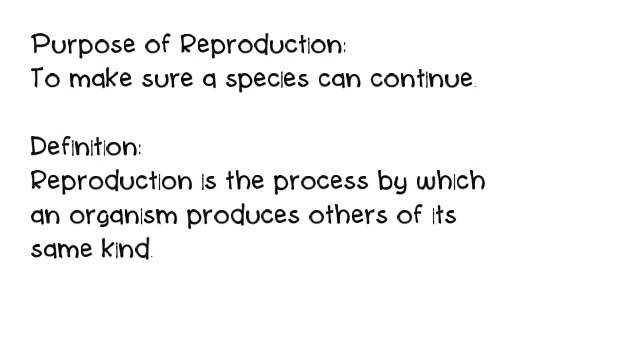 Purpose of Reproduction:
To make sure a species can continue.
Definition:
Reproduction is the process by which
an organism produces others of its
same kind.